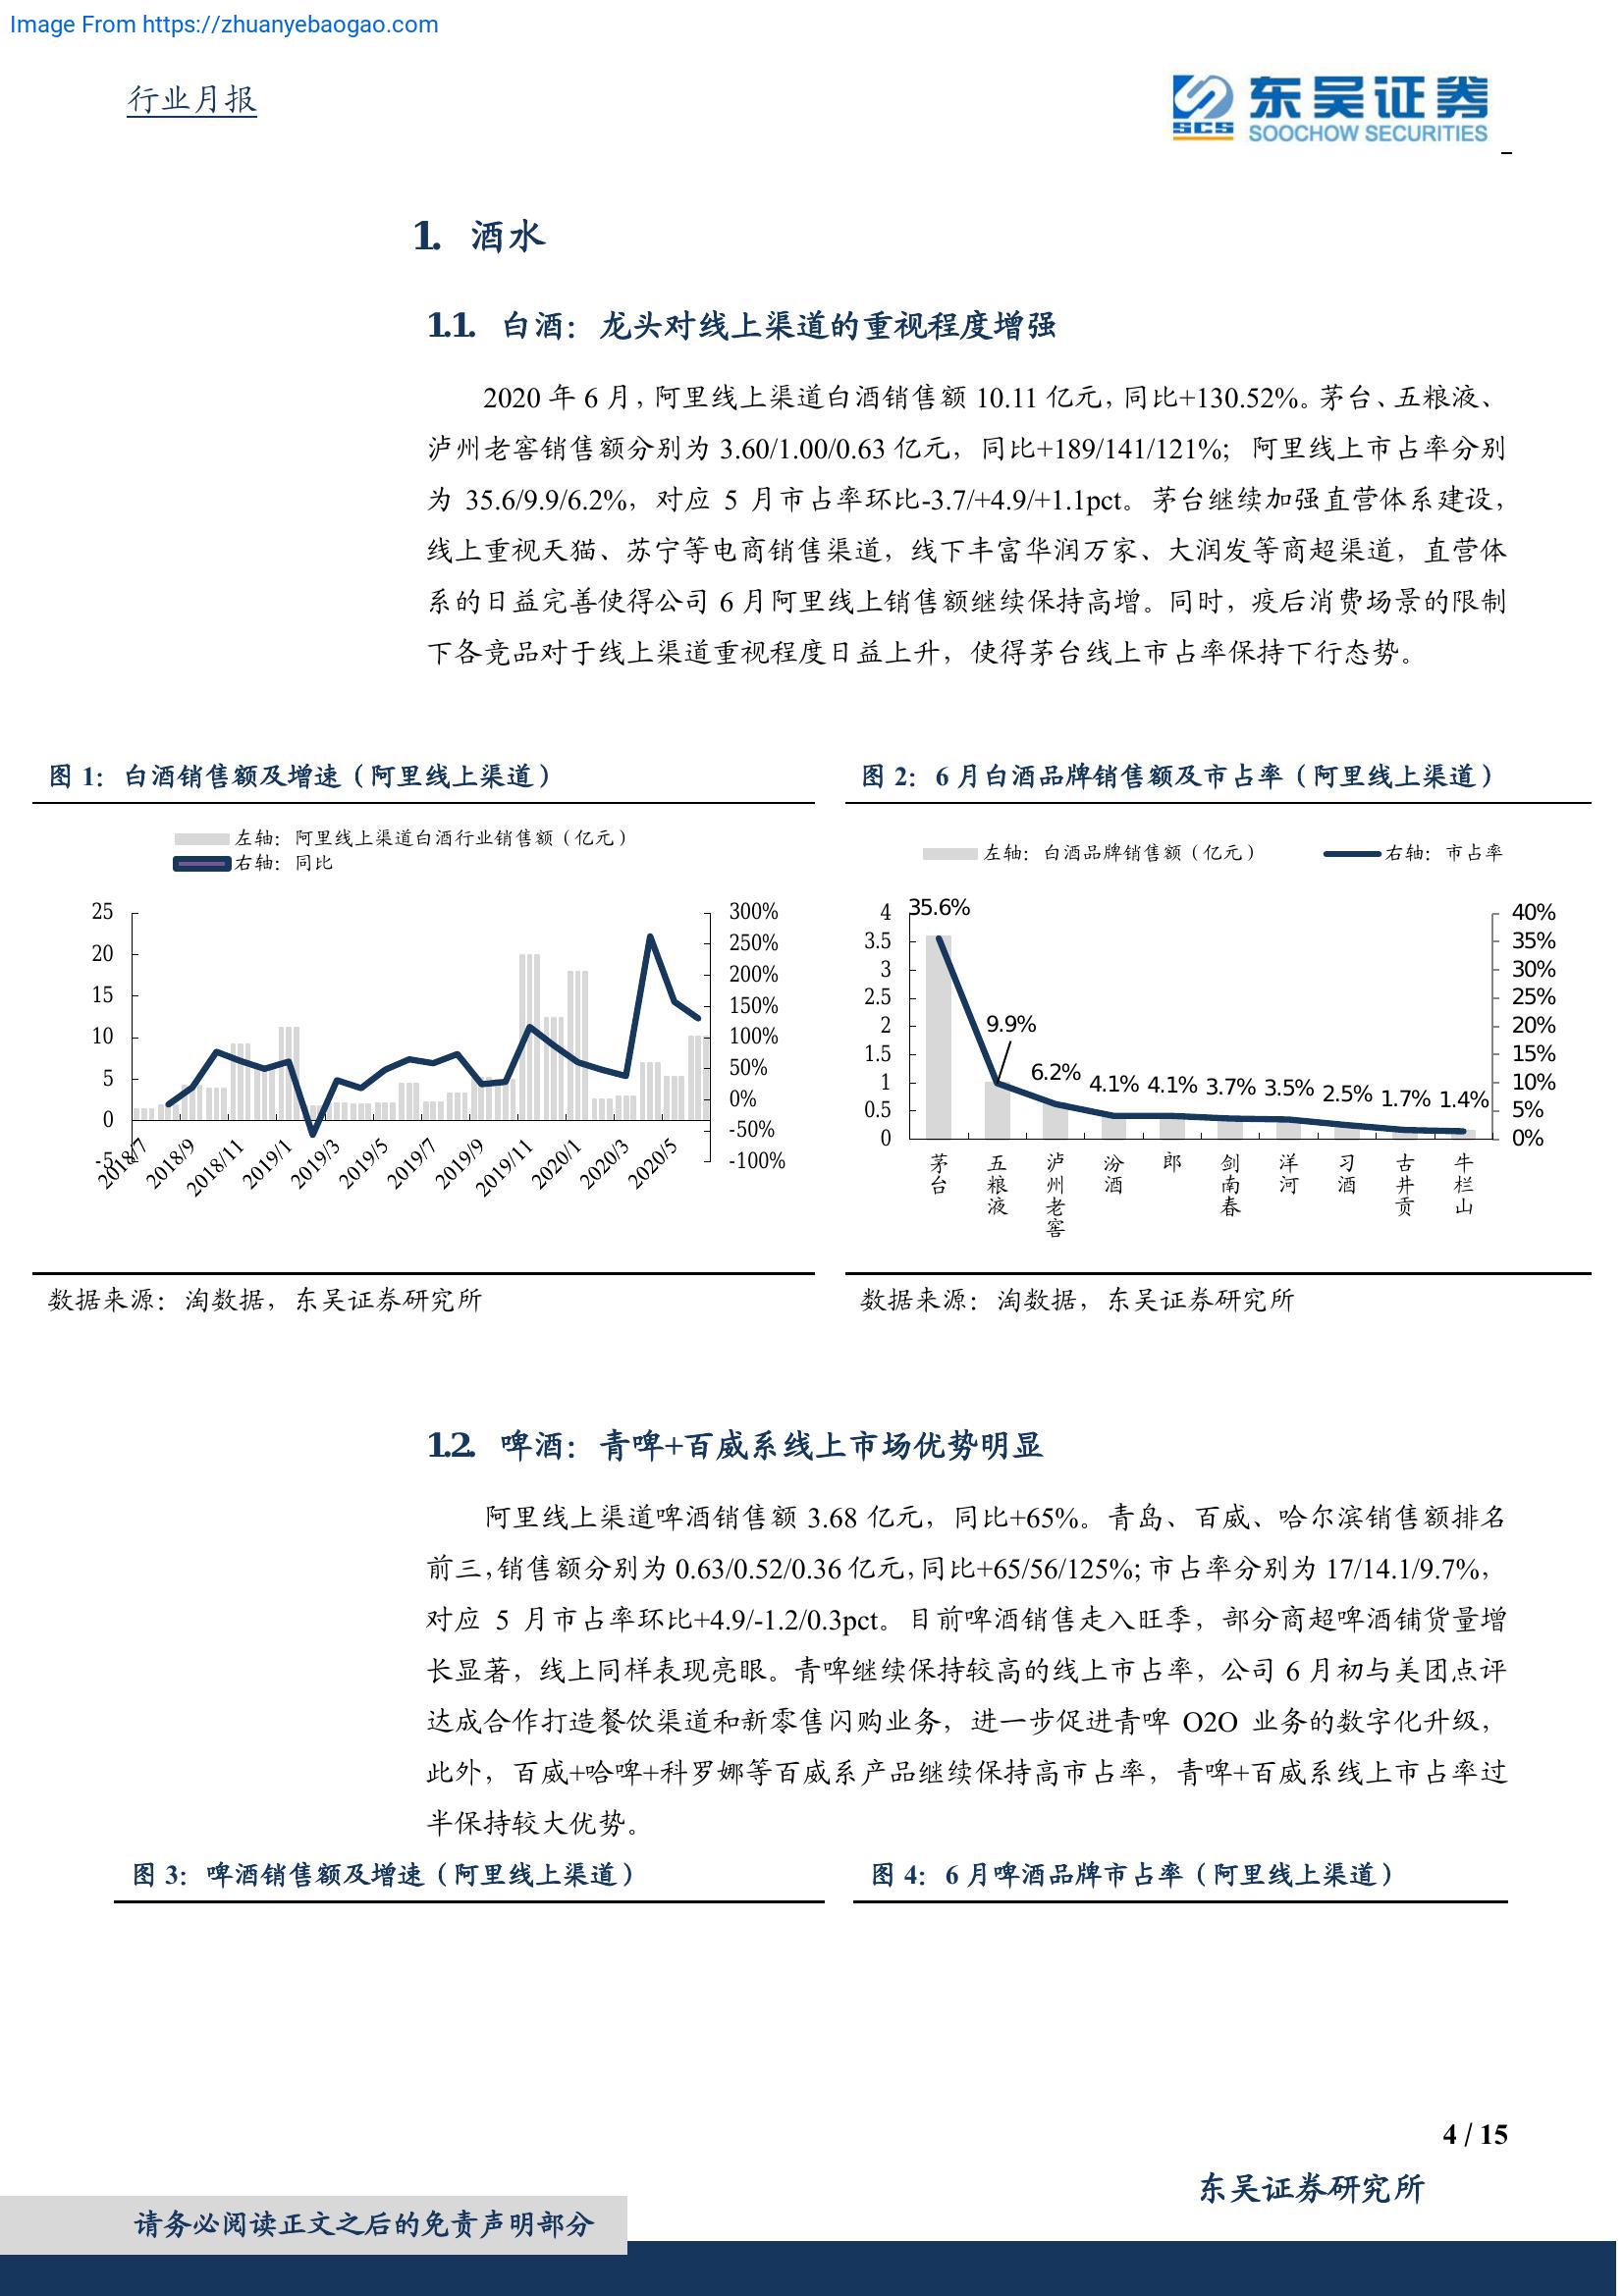 Image From https://zhuanyebaogao.com
行业月报
SCS
东吴证券
SOOCHOW SECURITIES
1. 酒水
1.1. 白酒：龙头对线上渠道的重视程度增强
2020 年 6 月，阿里线上渠道白酒销售额 10.11 亿元，同比+130.52%。茅台、五粮液、
泸州老窖销售额分别为 3.60/1.00/0.63 亿元，同比+189/141/121%；阿里线上市占率分别
为 35.6/9.9/6.2%，对应 5 月市占率环比-3.7/+4.9/+1.1pct。茅台继续加强直营体系建设，
线上重视天猫、苏宁等电商销售渠道，线下丰富华润万家、大润发等商超渠道，直营体
系的日益完善使得公司 6 月阿里线上销售额继续保持高增。同时，疫后消费场景的限制
下各竞品对于线上渠道重视程度日益上升，使得茅台线上市占率保持下行态势。
图 1：白酒销售额及增速（阿里线上渠道）
左轴：阿里线上渠道白酒行业销售额（亿元）
右轴：同比
25
20
15
10
5
0
-5
300%
250%
200%
150%
100%
50%
0%
-50%
-100%
2018/7
2018/9
2018/11
2019/1
2019/3
2019/5
2019/7
2019/9
2019/11
2020/1
2020/3
2020/5
数据来源：淘数据，东吴证券研究所
图 2：6 月白酒品牌销售额及市占率（阿里线上渠道）
左轴：白酒品牌销售额（亿元）
右轴：市占率
4
3.5
3
2.5
2
1.5
1
0.5
0
35.6%
9.9%
6.2%
4.1%
4.1%
3.7%
3.5%
2.5%
1.7%
1.4%
40%
35%
30%
25%
20%
15%
10%
5%
0%
茅台
五粮液
泸州老窖
汾酒
郎
剑南春
洋河
习酒
古井贡
牛栏山
数据来源：淘数据，东吴证券研究所
1.2. 啤酒：青啤+百威系线上市场优势明显
阿里线上渠道啤酒销售额 3.68 亿元，同比+65%。青岛、百威、哈尔滨销售额排名
前三，销售额分别为 0.63/0.52/0.36 亿元，同比+65/56/125%；市占率分别为 17/14.1/9.7%，
对应 5 月市占率环比+4.9/-1.2/0.3pct。目前啤酒销售走入旺季，部分商超啤酒铺货量增
长显著，线上同样表现亮眼。青啤继续保持较高的线上市占率，公司 6 月初与美团点评
达成合作打造餐饮渠道和新零售闪购业务，进一步促进青啤 O2O 业务的数字化升级，
此外，百威+哈啤+科罗娜等百威系产品继续保持高市占率，青啤+百威系线上市占率过
半保持较大优势。
图 3：啤酒销售额及增速（阿里线上渠道）
图 4：6 月啤酒品牌市占率（阿里线上渠道）
4 / 15
东吴证券研究所
请务必阅读正文之后的免责声明部分